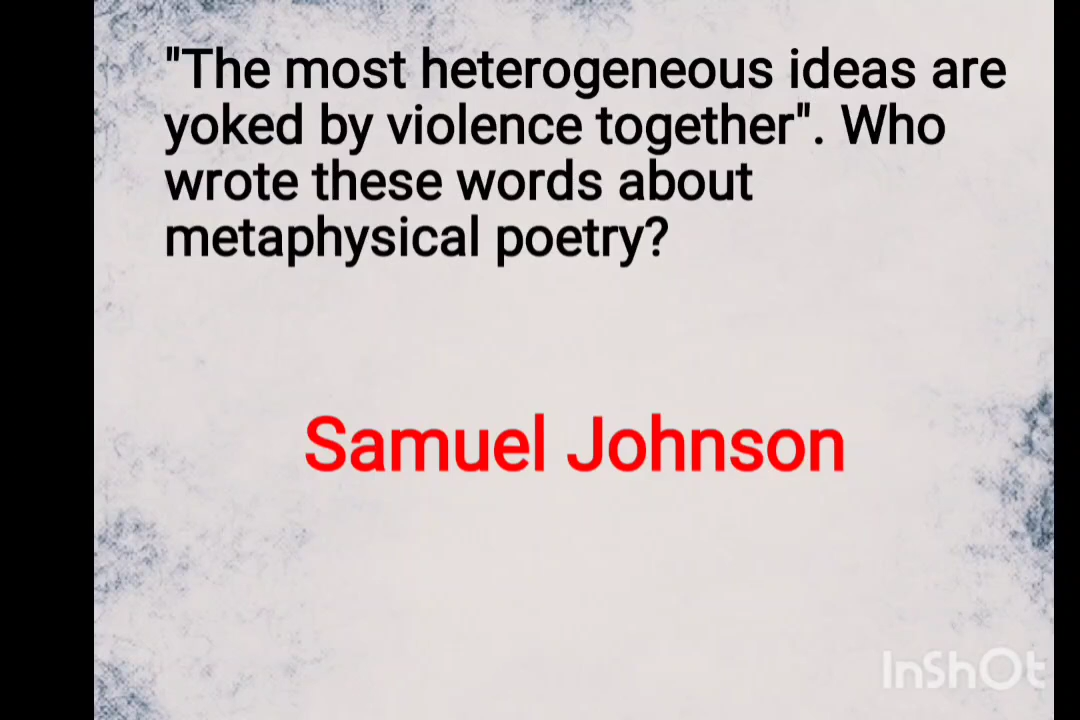 "The most heterogeneous ideas are
yoked by violence together". Who
wrote these words about
metaphysical poetry?
Samuel Johnson
InShOt